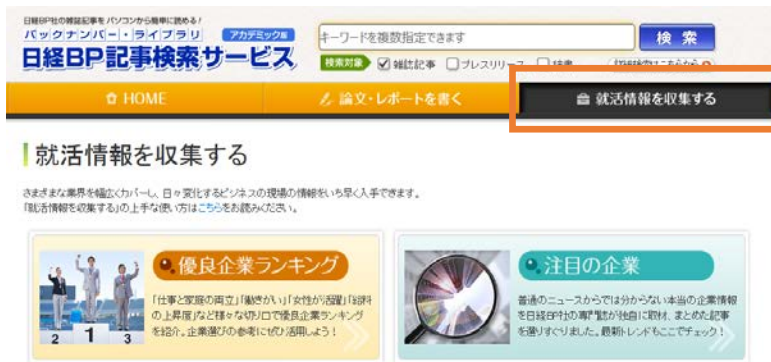 日経BP社の雑誌記事をパソコンから簡単に読める!
バックナンバー・ライブラリ アカデミック版
日経BP記事検索サービス
キーワードを複数指定できます
検索
検索対象 雑誌記事 プレスリリース
HOME
論文・レポートを書く
就活情報を収集する
就活情報を収集する
さまざまな業界を幅広くカバーし、日々変化するビジネスの現場の情報をいち早く入手できます。
「就活情報を収集する」の上手な使い方はこちらをお読みください。
優良企業ランキング
「仕事と家庭の両立」「働きがい」「女性が活躍」「給料
の上昇度」など様々な切り口で優良企業ランキング
を紹介。企業選びの参考にぜひ活用しよう!
2 1 3
注目の企業
普通のニュースからでは分からない本当の企業情報
を日経BP社の専門誌が独自に取材、まとめた記事
を選りすぐりました。最新トレンドもここでチェック!